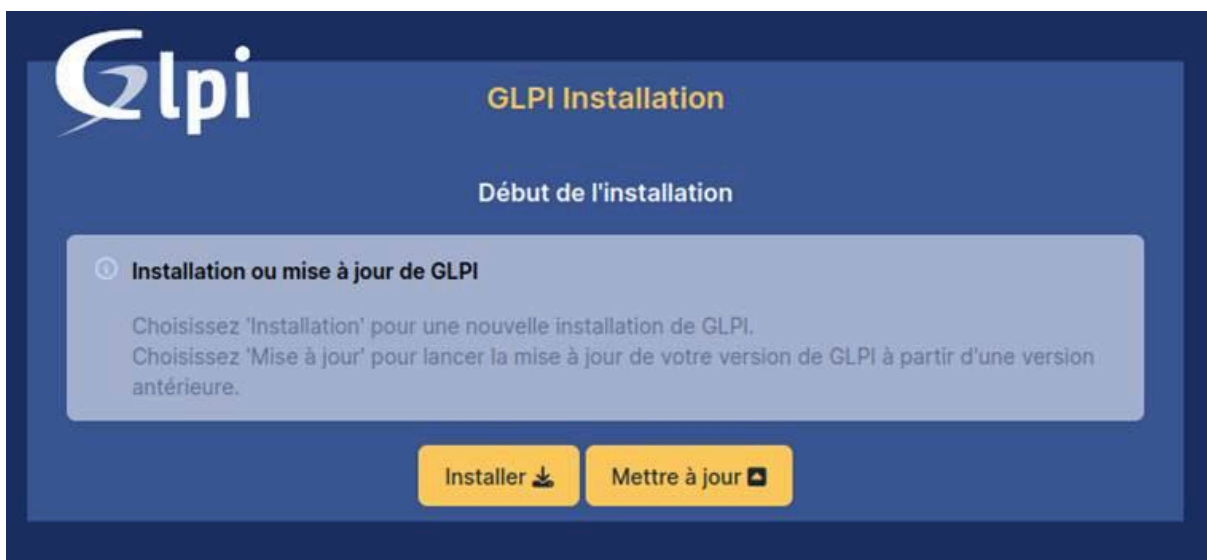 Glpi
GLPI Installation
Début de l'installation
Installation ou mise à jour de GLPI
Choisissez 'Installation' pour une nouvelle installation de GLPI.
Choisissez 'Mise à jour' pour lancer la mise à jour de votre version de GLPI à partir d'une version
antérieure.
Installer
Mettre à jour